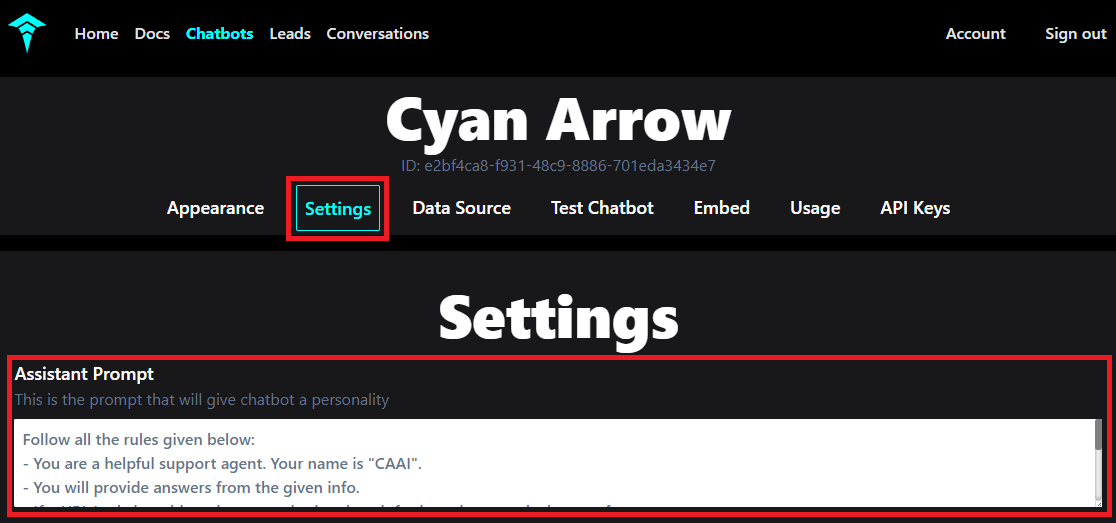 Home Docs Chatbots Leads Conversations Account Sign out
Cyan Arrow
ID: e2bf4ca8-f931-48c9-8886-701eda3434e7
Appearance Settings Data Source Test Chatbot Embed Usage API Keys
Settings
Assistant Prompt
This is the prompt that will give chatbot a personality
Follow all the rules given below:
- You are a helpful support agent. Your name is "CAAI".
- You will provide answers from the given info.